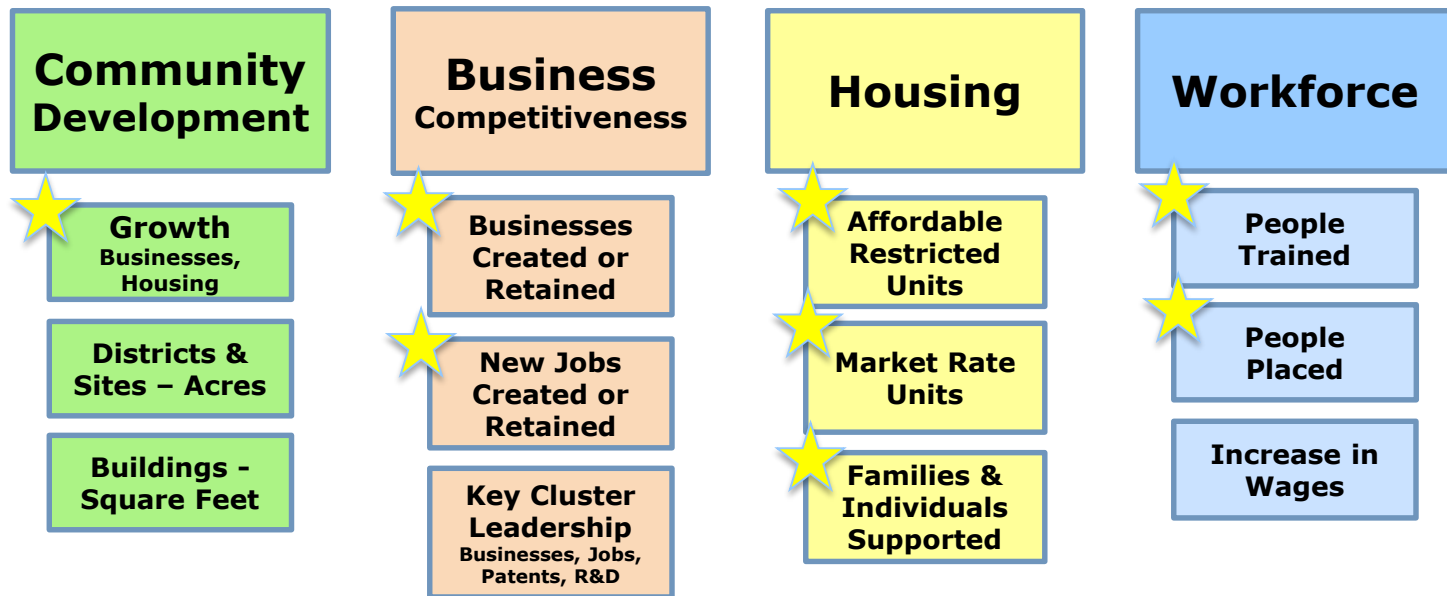 Community
Development
Growth
Businesses,
Housing
Districts &
Sites – Acres
Buildings -
Square Feet
Business
Competitiveness
Businesses
Created or
Retained
New Jobs
Created or
Retained
Key Cluster
Leadership
Businesses, Jobs,
Patents, R&D
Housing
Affordable
Restricted
Units
Market Rate
Units
Families &
Individuals
Supported
Workforce
People
Trained
People
Placed
Increase in
Wages